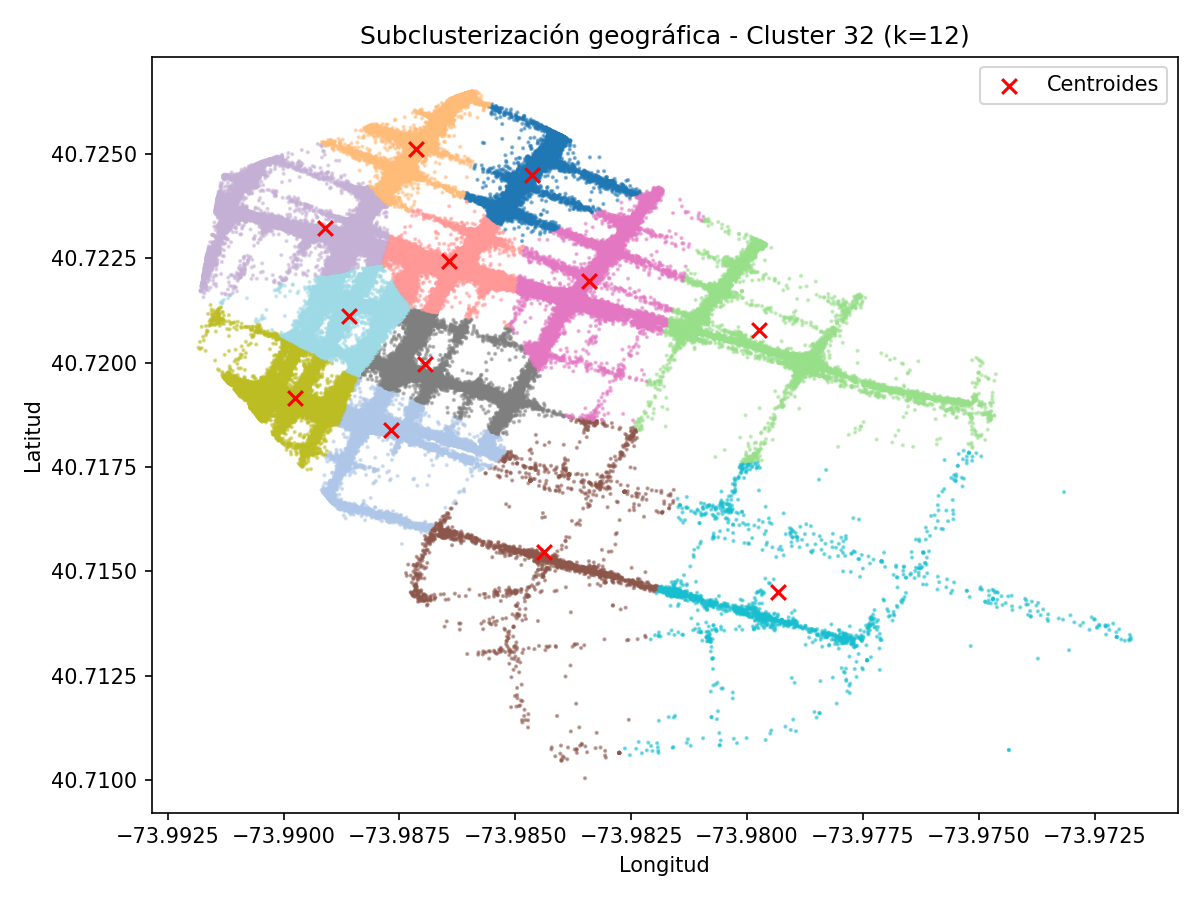 Subclusterización geográfica - Cluster 32 (k=12)
Centroides
40.7250
40.7225
40.7200
40.7175
40.7150
40.7125
40.7100
Latitud
−73.9925 −73.9900 −73.9875 −73.9850 −73.9825 −73.9800 −73.9775 −73.9750 −73.9725
Longitud